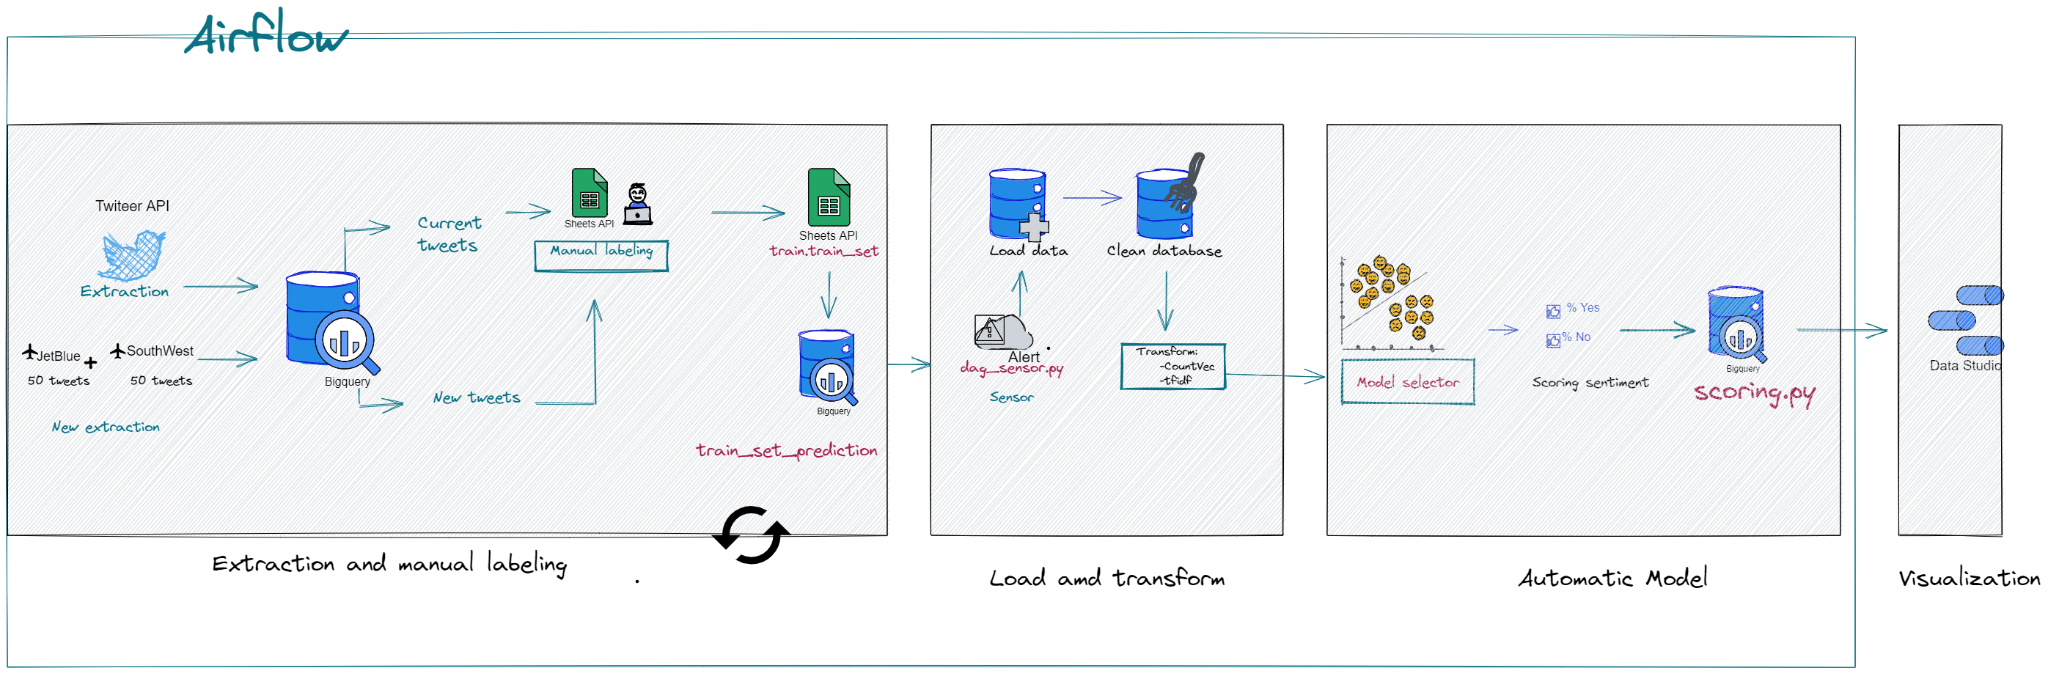 Airflow
Twiteer API
Extraction
JetBlue
+
SouthWest
50 tweets
50 tweets
New extraction
Bigquery
Current
tweets
New tweets
Sheets API
Manual labeling
Sheets API
train.train_set
Bigquery
train_set_prediction
Extraction and manual labeling
.
Load data
Clean database
Alert
dag_sensor.py
Sensor
Transform:
-CountVec
-tfidf
Load amd transform
Model selector
% Yes
% No
Scoring sentiment
Bigquery
scoring.py
Automatic Model
Data Studio
Visualization